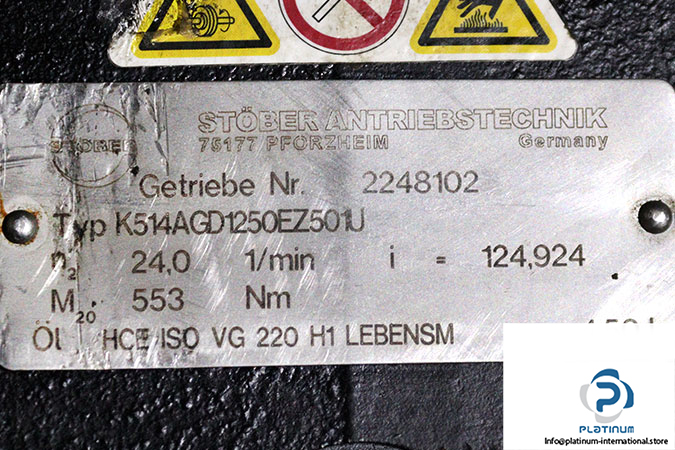 STÖBER ANTRIEBSTECHNIK
75177 PFORZHEIM Germany
STÖBER
Getriebe Nr. 2248102
Typ K514AGD1250EZ501U
n2 24,0 1/min i = 124,924
M20 553 Nm
Öl HCE ISO VG 220 H1 LEBENSM
PLATINUM
Info@platinum-international.store